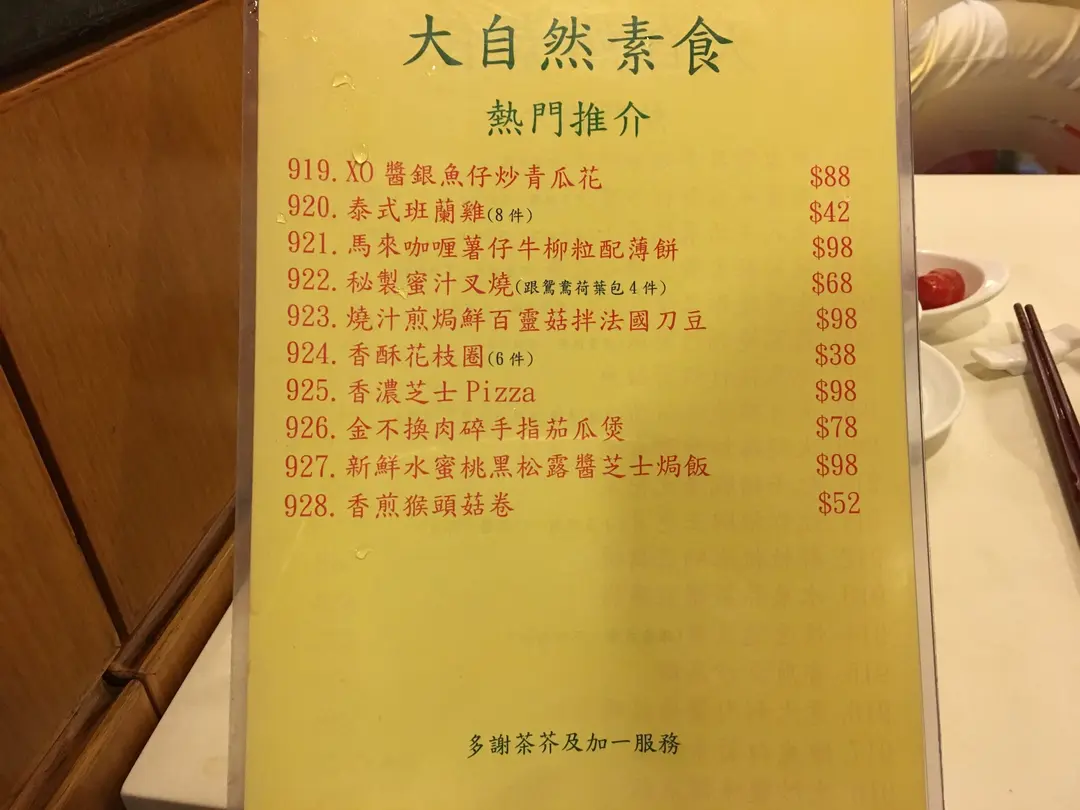 大自然素食
熱門推介
919. XO 醬銀魚仔炒青瓜花 $88
920. 泰式班蘭雞(8 件) $42
921. 馬來咖喱薯仔牛柳粒配薄餅 $98
922. 秘製蜜汁叉燒(跟鴛鴦荷葉包 4 件) $68
923. 燒汁煎焗鮮百靈菇拌法國刀豆 $98
924. 香酥花枝圈(6 件) $38
925. 香濃芝士 Pizza $98
926. 金不換肉碎手指茄瓜煲 $78
927. 新鮮水蜜桃黑松露醬芝士焗飯 $98
928. 香煎猴頭菇卷 $52
多謝茶芥及加一服務